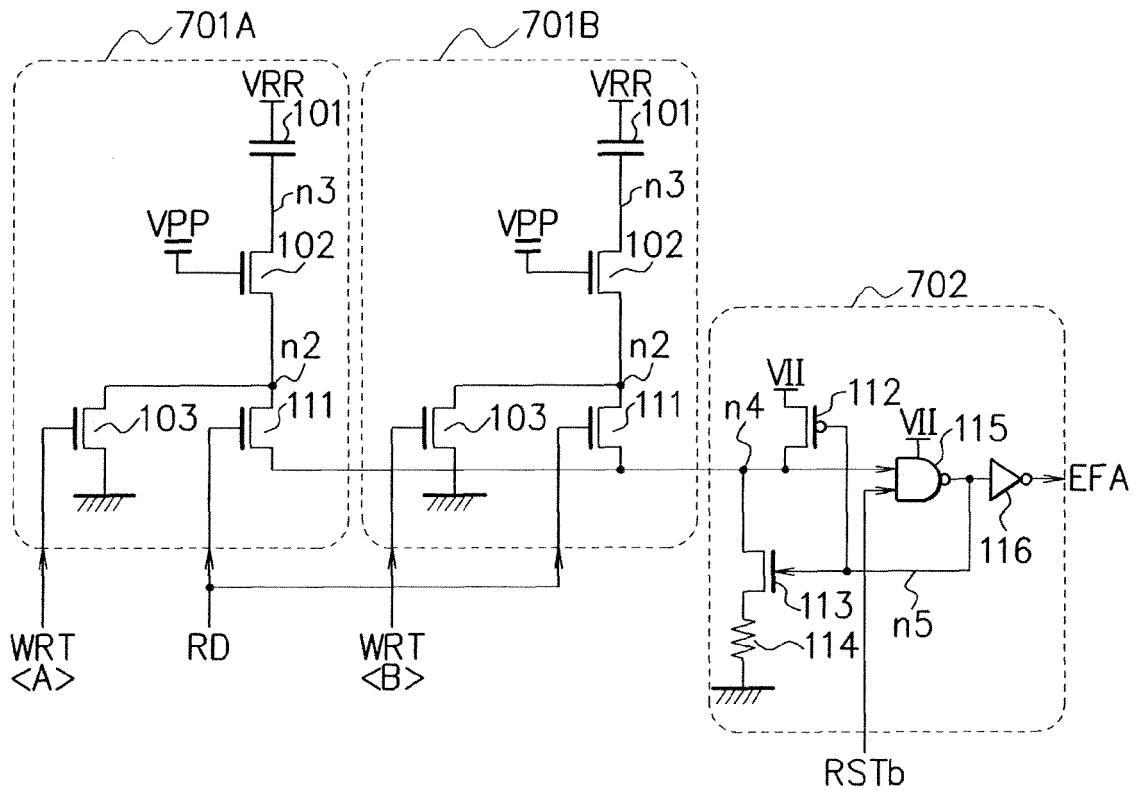 701A
701B
VRR
101
VRR
101
n3
n3
VPP
102
VPP
102
702
n2
n2
VII
112
103
111
103
111
n4
VII
115
EFA
116
113
n5
114
WRT
<A>
RD
WRT
<B>
RSTb